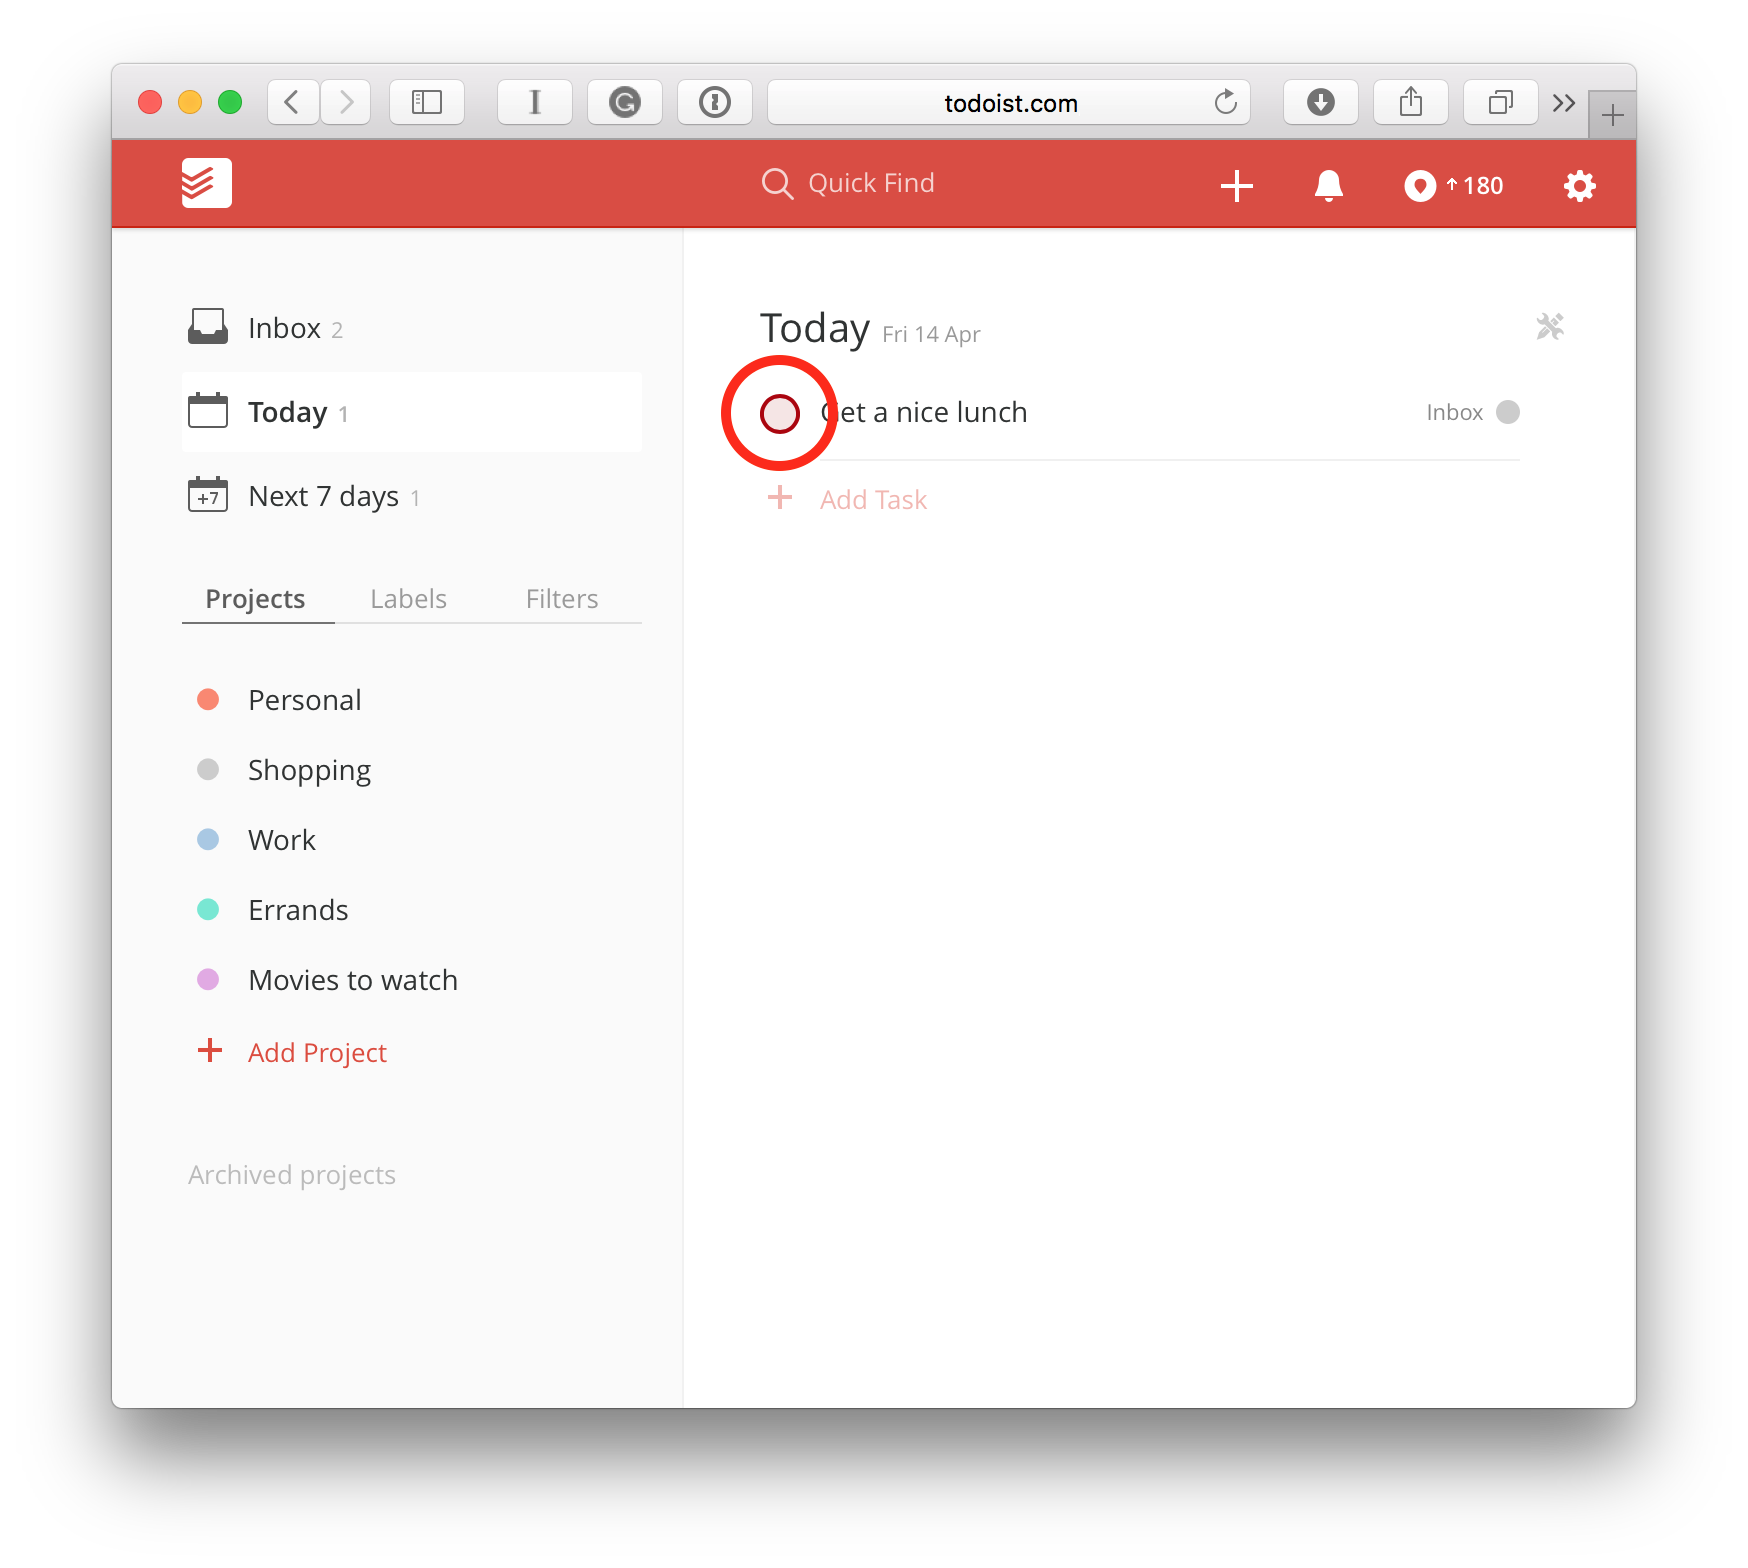 todoist.com
Quick Find
180
Inbox 2
Today 1
+7
Next 7 days 1
Projects Labels Filters
Personal
Shopping
Work
Errands
Movies to watch
Add Project
Archived projects
Today Fri 14 Apr
Get a nice lunch
Inbox
Add Task